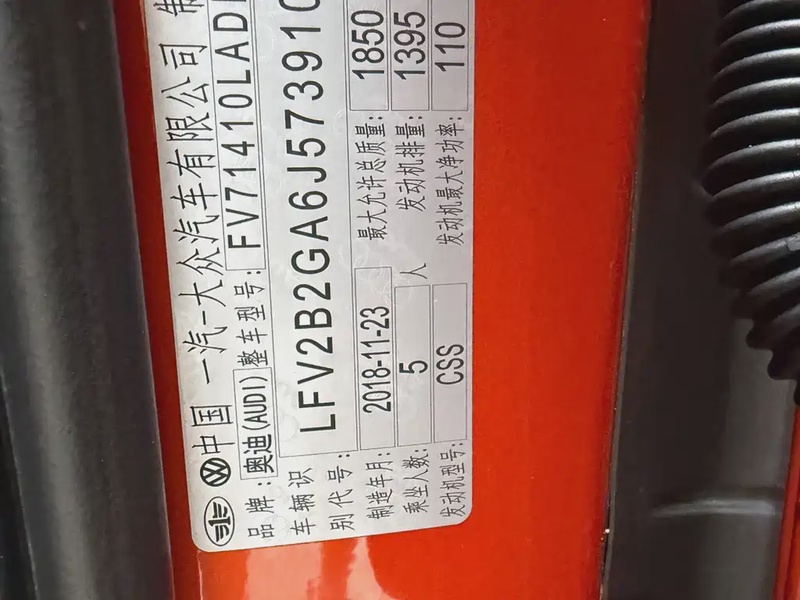 中国 一汽-大众汽车有限公司
品牌: 奥迪(AUDI) 整车型号: FV71410LAD
车辆识别代号: LFV2B2GA6J57391
制造年月: 2018-11-23 最大允许总质量: 1850
乘坐人数: 5 人 发动机排量: 1395
发动机型号: CSS 发动机最大净功率: 110